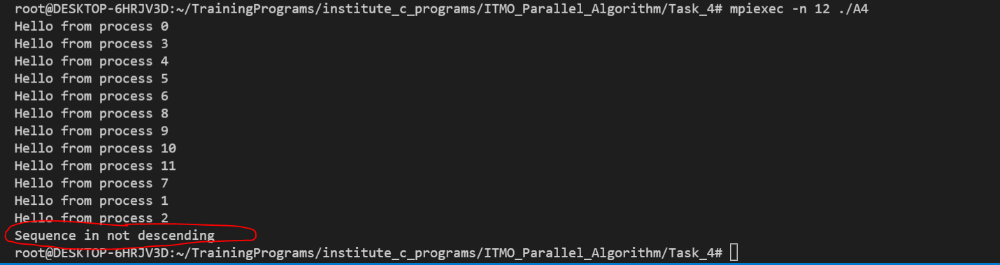 root@DESKTOP-6HRJV3D:~/TrainingPrograms/institute_c_programs/ITMO_Parallel_Algorithm/Task_4# mpiexec -n 12 ./A4
Hello from process 0
Hello from process 3
Hello from process 4
Hello from process 5
Hello from process 6
Hello from process 8
Hello from process 9
Hello from process 10
Hello from process 11
Hello from process 7
Hello from process 1
Hello from process 2
Sequence in not descending
root@DESKTOP-6HRJV3D:~/TrainingPrograms/institute_c_programs/ITMO_Parallel_Algorithm/Task_4#